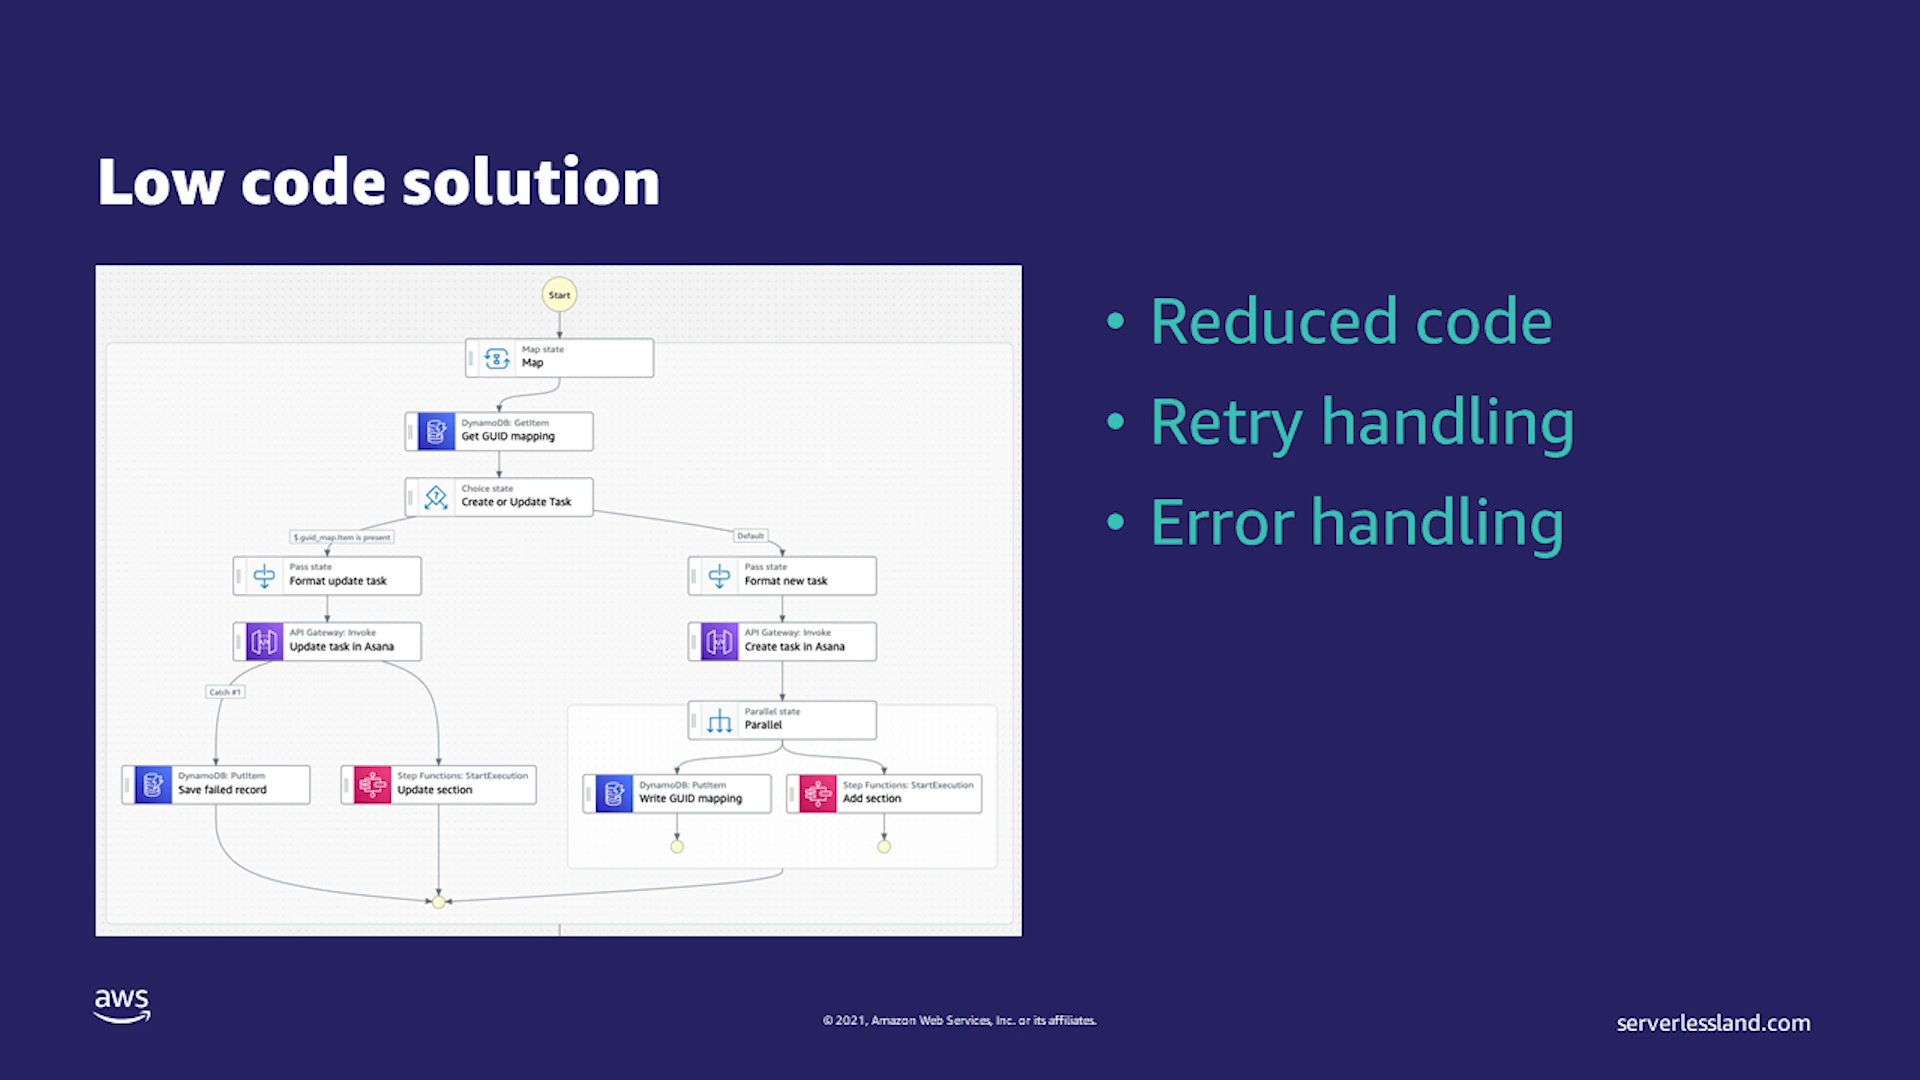 Low code solution
Start
Map state
Map
DynamoDB: GetItem
Get GUID mapping
Choice state
Create or Update Task
$.guid_map.Item is present
Default
Pass state
Format update task
Pass state
Format new task
API Gateway: Invoke
Update task in Asana
API Gateway: Invoke
Create task in Asana
Catch #1
Parallel state
Parallel
DynamoDB: PutItem
Save failed record
Step Functions: StartExecution
Update section
DynamoDB: PutItem
Write GUID mapping
Step Functions: StartExecution
Add section
• Reduced code
• Retry handling
• Error handling
aws
© 2021, Amazon Web Services, Inc. or its affiliates.
serverlessland.com